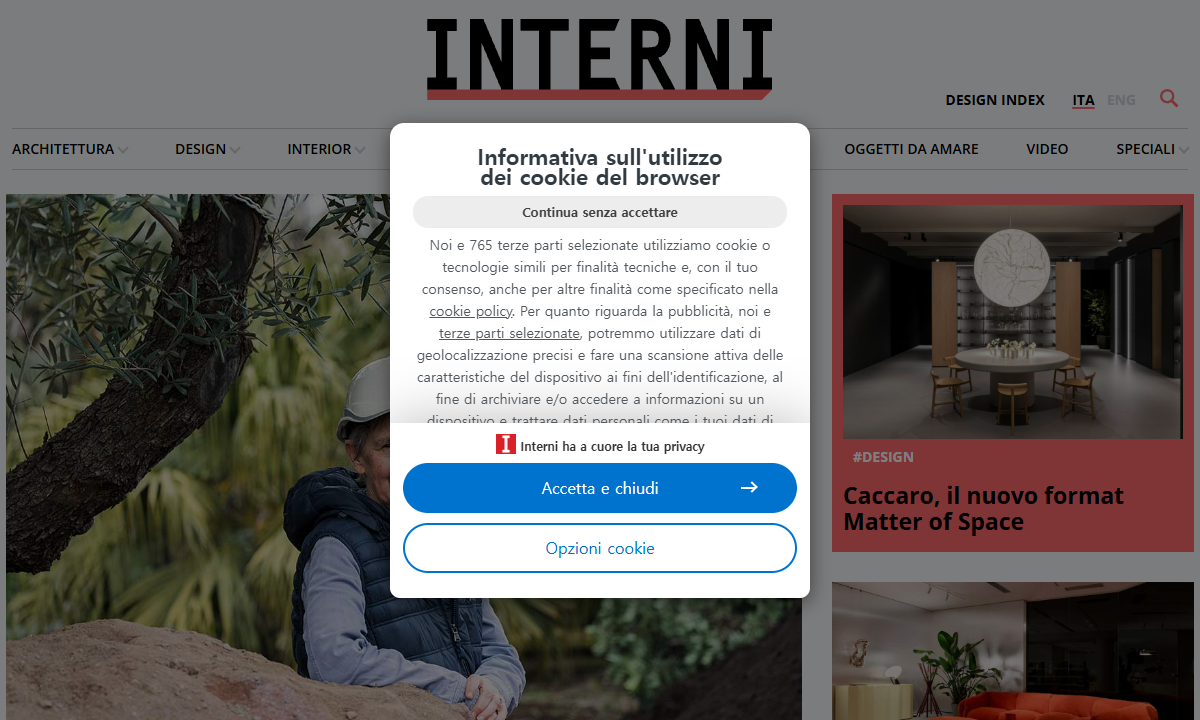 INTERNI
DESIGN INDEX ITA ENG
ARCHITETTURA DESIGN INTERIOR OGGETTI DA AMARE VIDEO SPECIALI
Informativa sull'utilizzo
dei cookie del browser
Continua senza accettare
Noi e 765 terze parti selezionate utilizziamo cookie o
tecnologie simili per finalità tecniche e, con il tuo
consenso, anche per altre finalità come specificato nella
cookie policy. Per quanto riguarda la pubblicità, noi e
terze parti selezionate, potremmo utilizzare dati di
geolocalizzazione precisi e fare una scansione attiva delle
caratteristiche del dispositivo ai fini dell'identificazione, al
fine di archiviare e/o accedere a informazioni su un
dispositivo e trattare dati personali come i tuoi dati di
I Interni ha a cuore la tua privacy
Accetta e chiudi
Opzioni cookie
#DESIGN
Caccaro, il nuovo format
Matter of Space